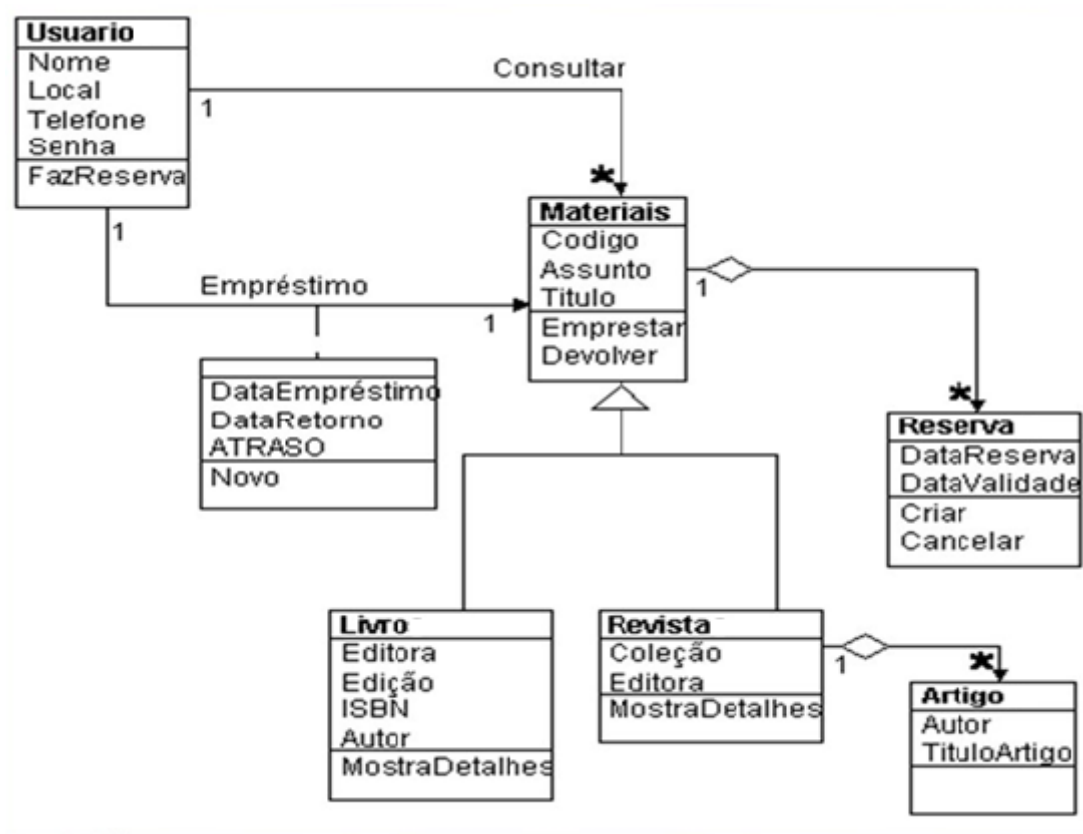 Usuario
Nome
Local
Telefone
Senha
FazReserva
Consultar
1
*
1
Empréstimo
1
Materiais
Codigo
Assunto
Titulo
Emprestar
Devolver
1
*
DataEmpréstimo
DataRetorno
ATRASO
Novo
Reserva
DataReserva
DataValidade
Criar
Cancelar
Livro
Editora
Edição
ISBN
Autor
MostraDetalhes
Revista
Coleção
Editora
MostraDetalhes
1
*
Artigo
Autor
TituloArtigo